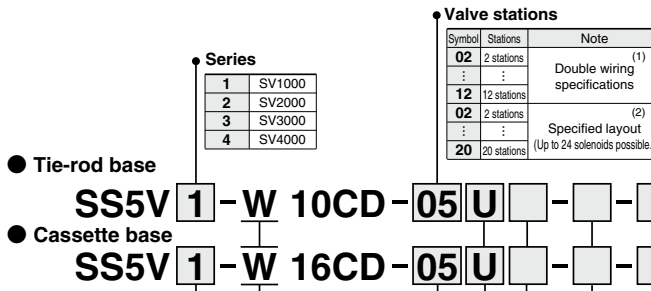 Valve stations
Symbol Stations Note
02 2 stations (1)
⋮ ⋮ Double wiring
12 12 stations specifications
02 2 stations (2)
⋮ ⋮ Specified layout
20 20 stations (Up to 24 solenoids possible.
Series
1 SV1000
2 SV2000
3 SV3000
4 SV4000
● Tie-rod base
SS5V 1 - W 10CD - 05 U - -
● Cassette base
SS5V 1 - W 16CD - 05 U - -